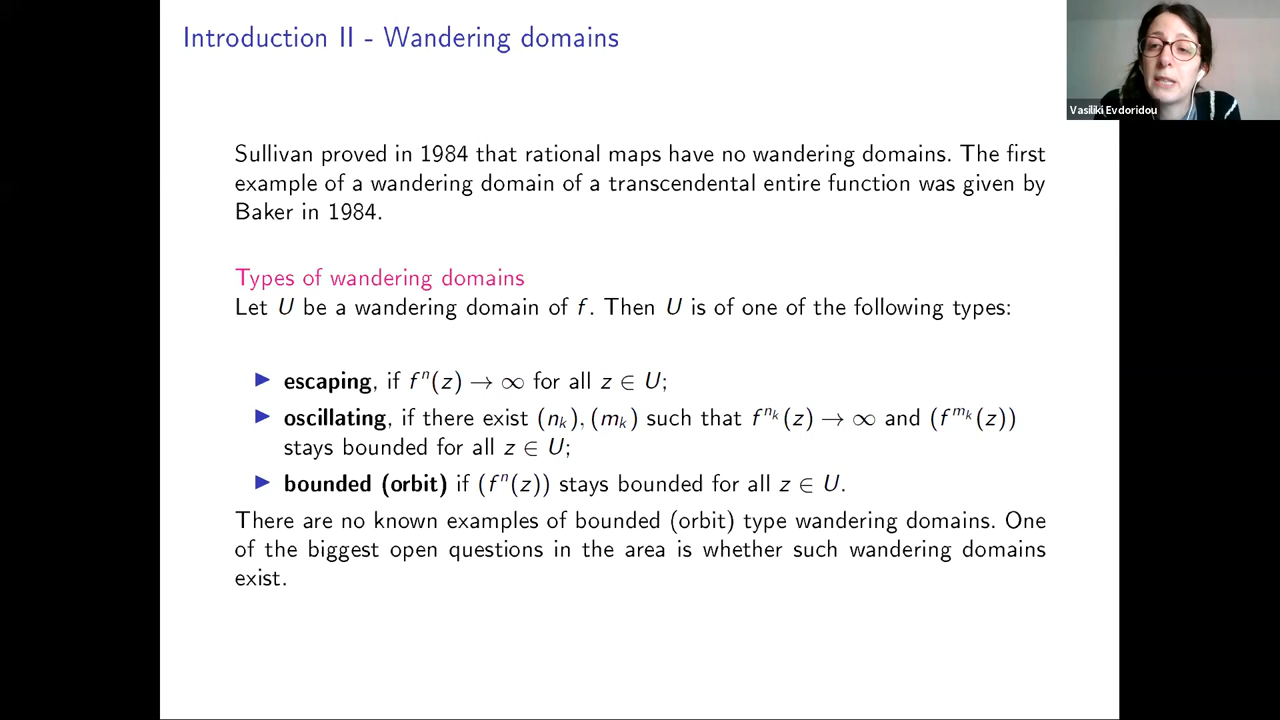 Introduction II - Wandering domains
Vasiliki Evdoridou
Sullivan proved in 1984 that rational maps have no wandering domains. The first
example of a wandering domain of a transcendental entire function was given by
Baker in 1984.
Types of wandering domains
Let U be a wandering domain of f. Then U is of one of the following types:
▶ escaping, if fⁿ(z) → ∞ for all z ∈ U;
▶ oscillating, if there exist (n_k), (m_k) such that f^{n_k}(z) → ∞ and (f^{m_k}(z))
stays bounded for all z ∈ U;
▶ bounded (orbit) if (fⁿ(z)) stays bounded for all z ∈ U.
There are no known examples of bounded (orbit) type wandering domains. One
of the biggest open questions in the area is whether such wandering domains
exist.